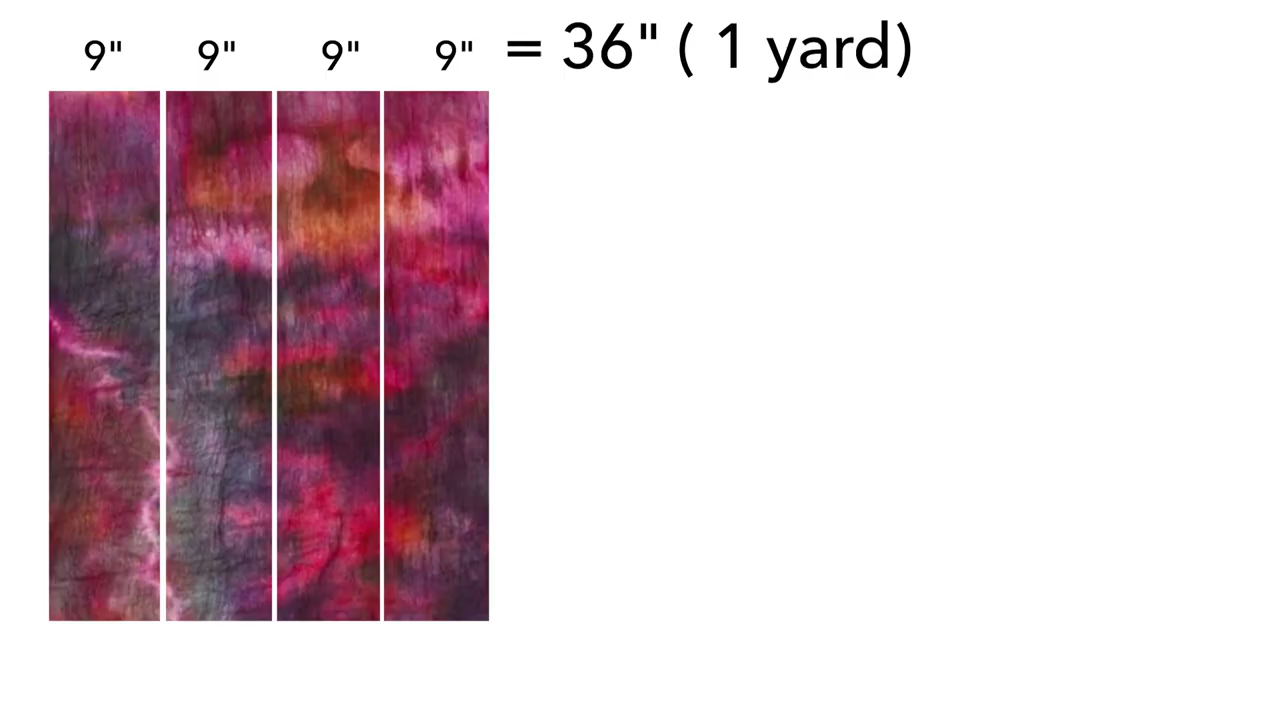 9" 9" 9" 9" = 36" ( 1 yard)